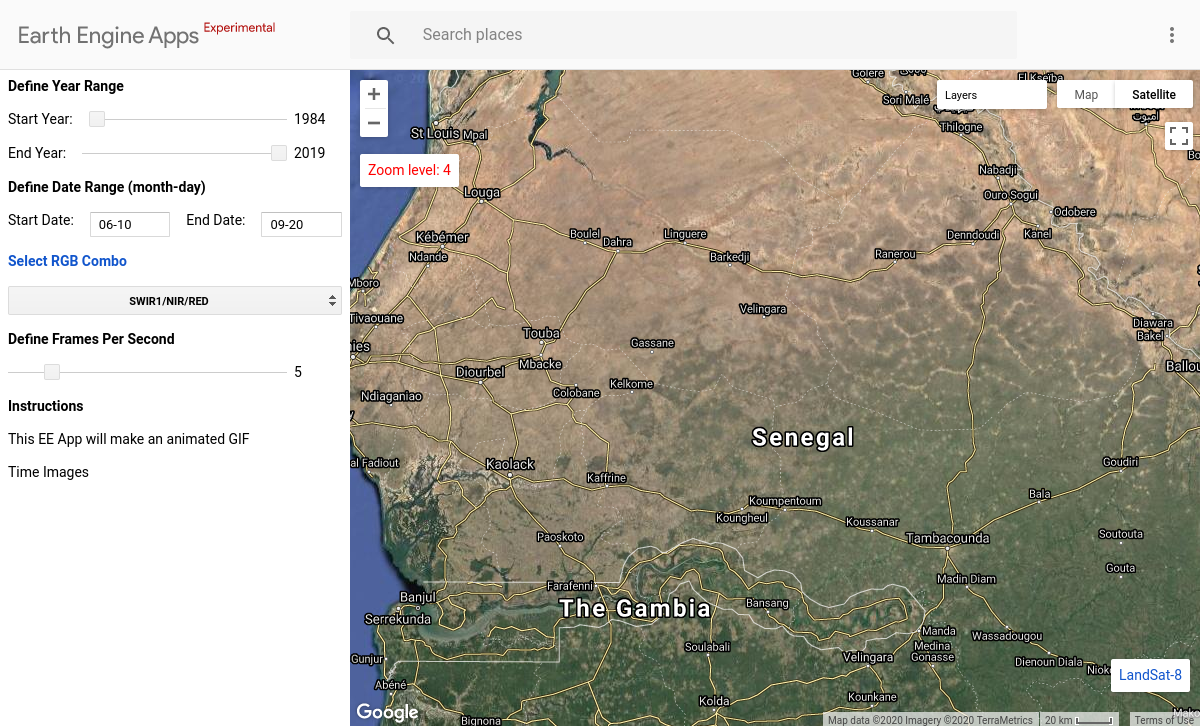 Earth Engine Apps Experimental
Search places
Define Year Range
Start Year: 1984
End Year: 2019
Define Date Range (month-day)
Start Date: 06-10 End Date: 09-20
Select RGB Combo
SWIR1/NIR/RED
Define Frames Per Second
5
Instructions
This EE App will make an animated GIF
Time Images
Zoom level: 4
Layers
Map Satellite
Golere
El Kseiba
Sori Malé
St Louis Mpal
Thilogne
Nabadji
Louga
Ouro Sogui
Odobere
Kébémer
Boulel
Dahra
Linguere
Denndoudi
Kanel
Ndande
Barkedji
Ranerou
Mboro
Tivaouane
Velingara
Diawara
Bakel
Touba
Gassane
Mbacke
Diourbel
Kelkome
Colobane
Ndiaganiao
Senegal
al Fadiout
Kaolack
Goudiri
Kaffrine
Koumpentoum
Bala
Koungheul
Koussanar
Paoskoto
Tambacounda
Soutouta
Gouta
Farafenni
Madin Diam
Banjul
The Gambia
Bansang
Serrekunda
Manda
Wassadougou
Soulabali
Medina
Gonasse
Gunjur
Velingara
Dienoun Diala
LandSat-8
Abéné
Kolda
Kounkane
Google
Bignona
Map data ©2020 Imagery ©2020 TerraMetrics
20 km
Terms of Use